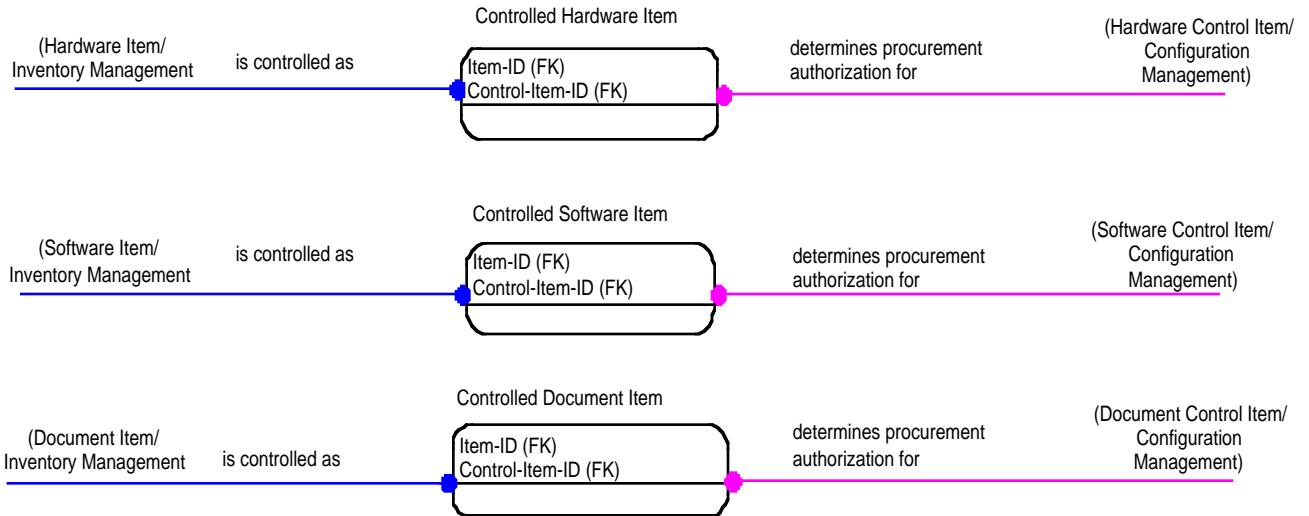 Controlled Hardware Item
(Hardware Item/
Inventory Management
is controlled as
Item-ID (FK)
Control-Item-ID (FK)
determines procurement
authorization for
(Hardware Control Item/
Configuration
Management)
Controlled Software Item
(Software Item/
Inventory Management
is controlled as
Item-ID (FK)
Control-Item-ID (FK)
determines procurement
authorization for
(Software Control Item/
Configuration
Management)
Controlled Document Item
(Document Item/
Inventory Management
is controlled as
Item-ID (FK)
Control-Item-ID (FK)
determines procurement
authorization for
(Document Control Item/
Configuration
Management)